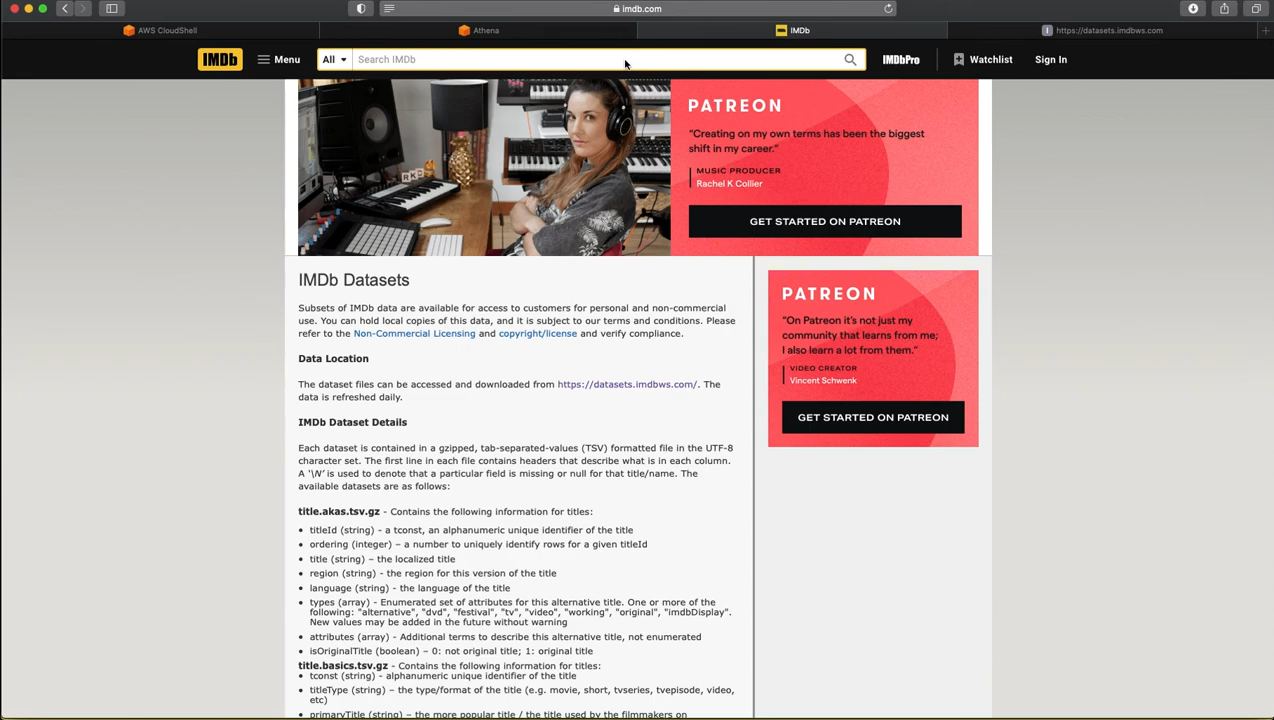 imdb.com
AWS CloudShell
Athena
IMDb
https://datasets.imdbws.com
IMDb
Menu
All
Search IMDb
IMDbPro
Watchlist
Sign In
RKC
PATREON
“Creating on my own terms has been the biggest
shift in my career.”
MUSIC PRODUCER
Rachel K Collier
GET STARTED ON PATREON
IMDb Datasets
Subsets of IMDb data are available for access to customers for personal and non-commercial
use. You can hold local copies of this data, and it is subject to our terms and conditions. Please
refer to the Non-Commercial Licensing and copyright/license and verify compliance.
Data Location
The dataset files can be accessed and downloaded from https://datasets.imdbws.com/. The
data is refreshed daily.
IMDb Dataset Details
Each dataset is contained in a gzipped, tab-separated-values (TSV) formatted file in the UTF-8
character set. The first line in each file contains headers that describe what is in each column.
A '\N' is used to denote that a particular field is missing or null for that title/name. The
available datasets are as follows:
title.akas.tsv.gz - Contains the following information for titles:
• titleId (string) - a tconst, an alphanumeric unique identifier of the title
• ordering (integer) – a number to uniquely identify rows for a given titleId
• title (string) – the localized title
• region (string) - the region for this version of the title
• language (string) - the language of the title
• types (array) - Enumerated set of attributes for this alternative title. One or more of the
following: "alternative", "dvd", "festival", "tv", "video", "working", "original", "imdbDisplay".
New values may be added in the future without warning
• attributes (array) - Additional terms to describe this alternative title, not enumerated
• isOriginalTitle (boolean) – 0: not original title; 1: original title
title.basics.tsv.gz - Contains the following information for titles:
• tconst (string) - alphanumeric unique identifier of the title
• titleType (string) – the type/format of the title (e.g. movie, short, tvseries, tvepisode, video,
etc)
• primaryTitle (string) – the more popular title / the title used by the filmmakers on
PATREON
“On Patreon it’s not just my
community that learns from me;
I also learn a lot from them.”
VIDEO CREATOR
Vincent Schwenk
GET STARTED ON PATREON